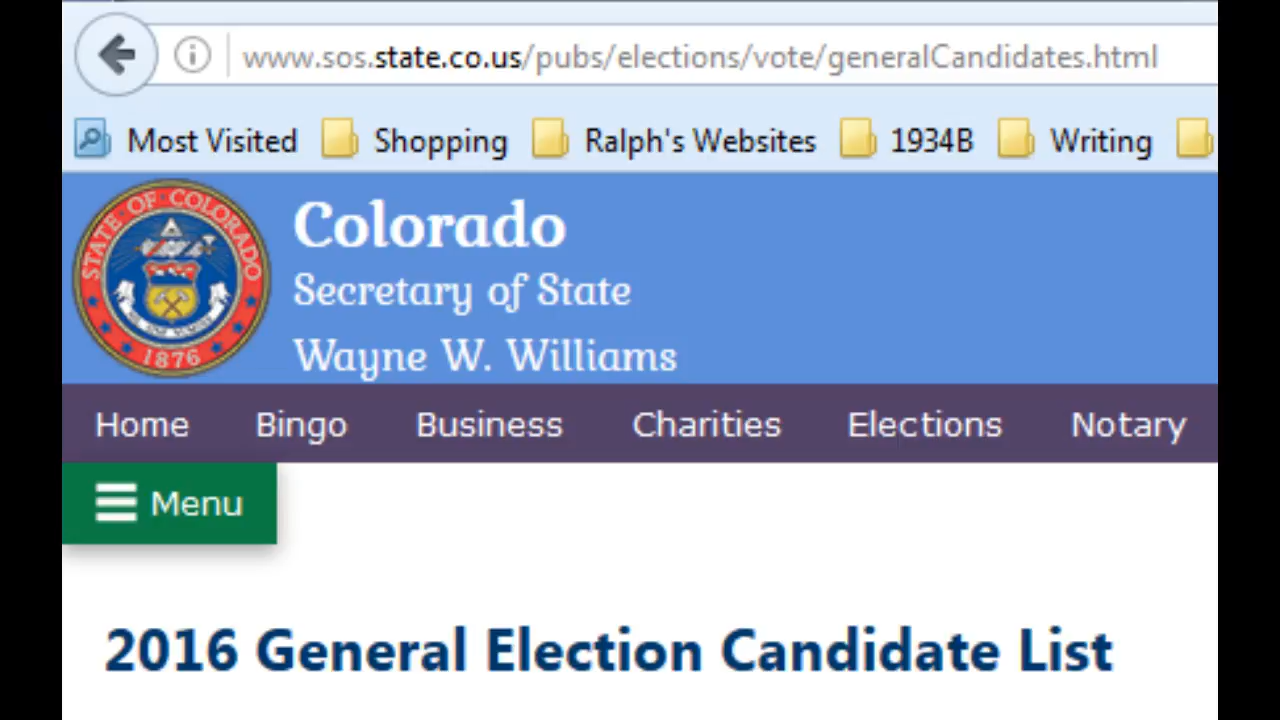 www.sos.state.co.us/pubs/elections/vote/generalCandidates.html
Most Visited Shopping Ralph's Websites 1934B Writing
STATE OF COLORADO
1876
Colorado
Secretary of State
Wayne W. Williams
Home Bingo Business Charities Elections Notary
Menu
2016 General Election Candidate List